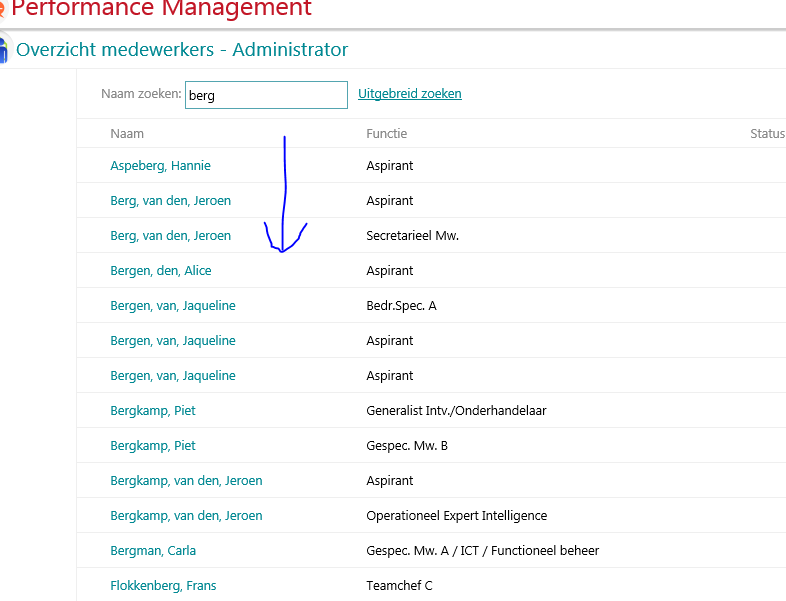 Performance Management
Overzicht medewerkers - Administrator
Naam zoeken: berg Uitgebreid zoeken
Naam Functie Status
Aspeberg, Hannie Aspirant
Berg, van den, Jeroen Aspirant
Berg, van den, Jeroen Secretarieel Mw.
Bergen, den, Alice Aspirant
Bergen, van, Jaqueline Bedr.Spec. A
Bergen, van, Jaqueline Aspirant
Bergen, van, Jaqueline Aspirant
Bergkamp, Piet Generalist Intv./Onderhandelaar
Bergkamp, Piet Gespec. Mw. B
Bergkamp, van den, Jeroen Aspirant
Bergkamp, van den, Jeroen Operationeel Expert Intelligence
Bergman, Carla Gespec. Mw. A / ICT / Functioneel beheer
Flokkenberg, Frans Teamchef C